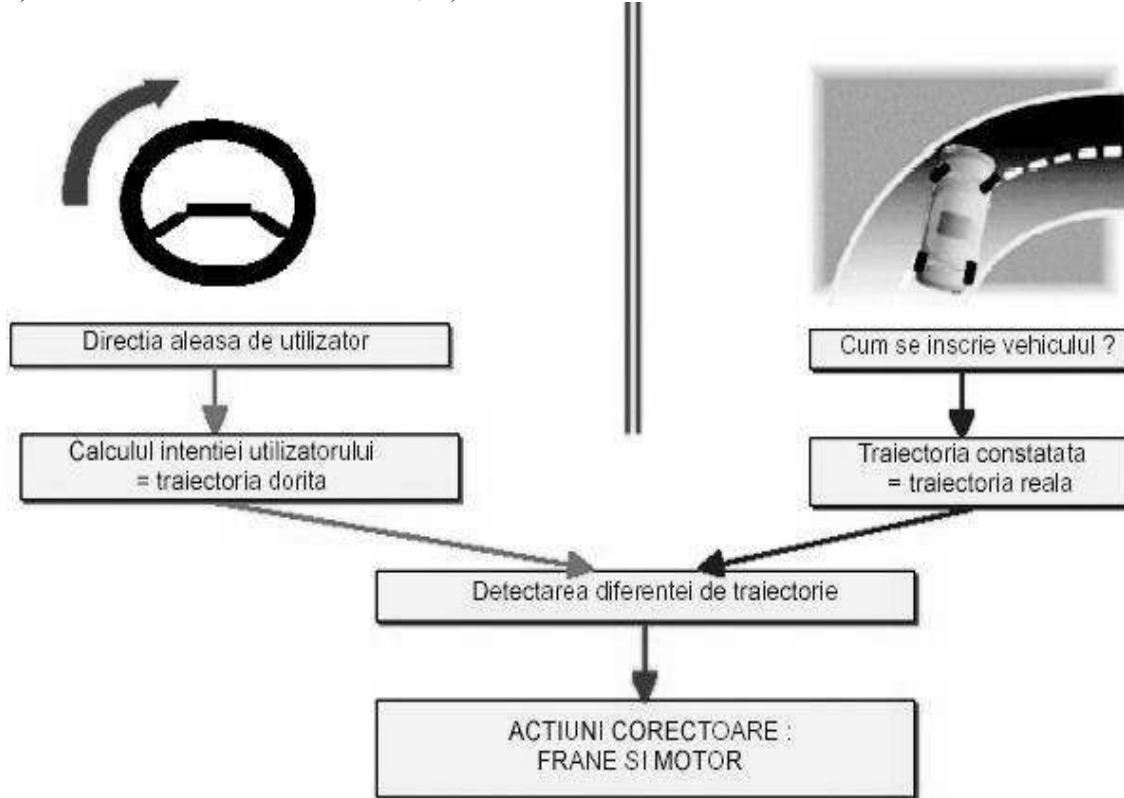 Directia aleasa de utilizator
Cum se inscrie vehiculul ?
Calculul intentiei utilizatorului
= traiectoria dorita
Traiectoria constatata
= traiectoria reala
Detectarea diferentei de traiectorie
ACTIUNI CORECTOARE :
FRANE SI MOTOR